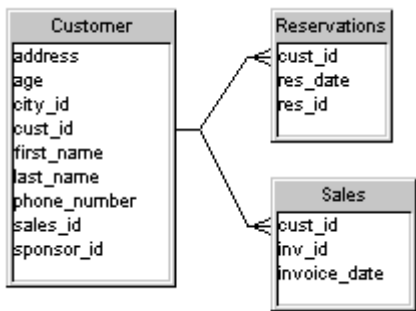 Customer
address
age
city_id
cust_id
first_name
last_name
phone_number
sales_id
sponsor_id
Reservations
cust_id
res_date
res_id
Sales
cust_id
inv_id
invoice_date